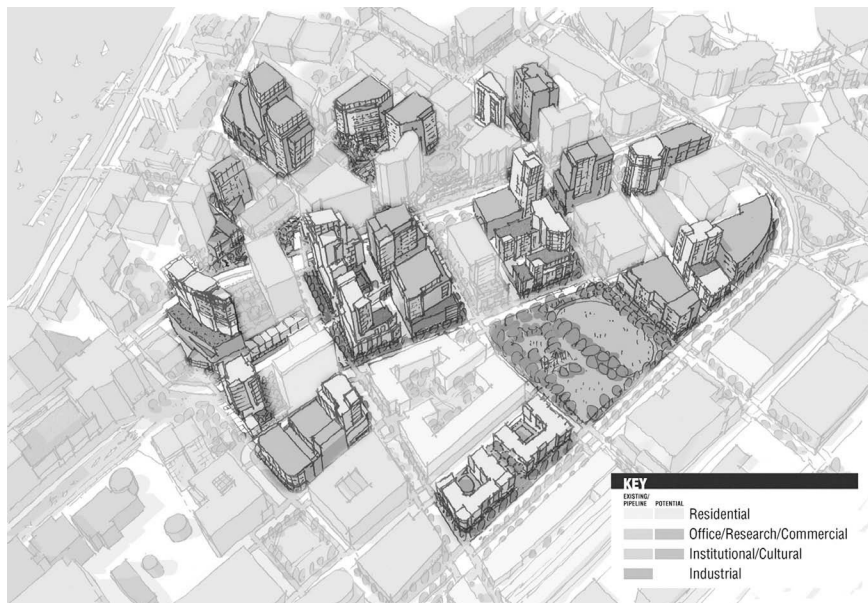 KEY
EXISTING/
PIPELINE POTENTIAL
Residential
Office/Research/Commercial
Institutional/Cultural
Industrial